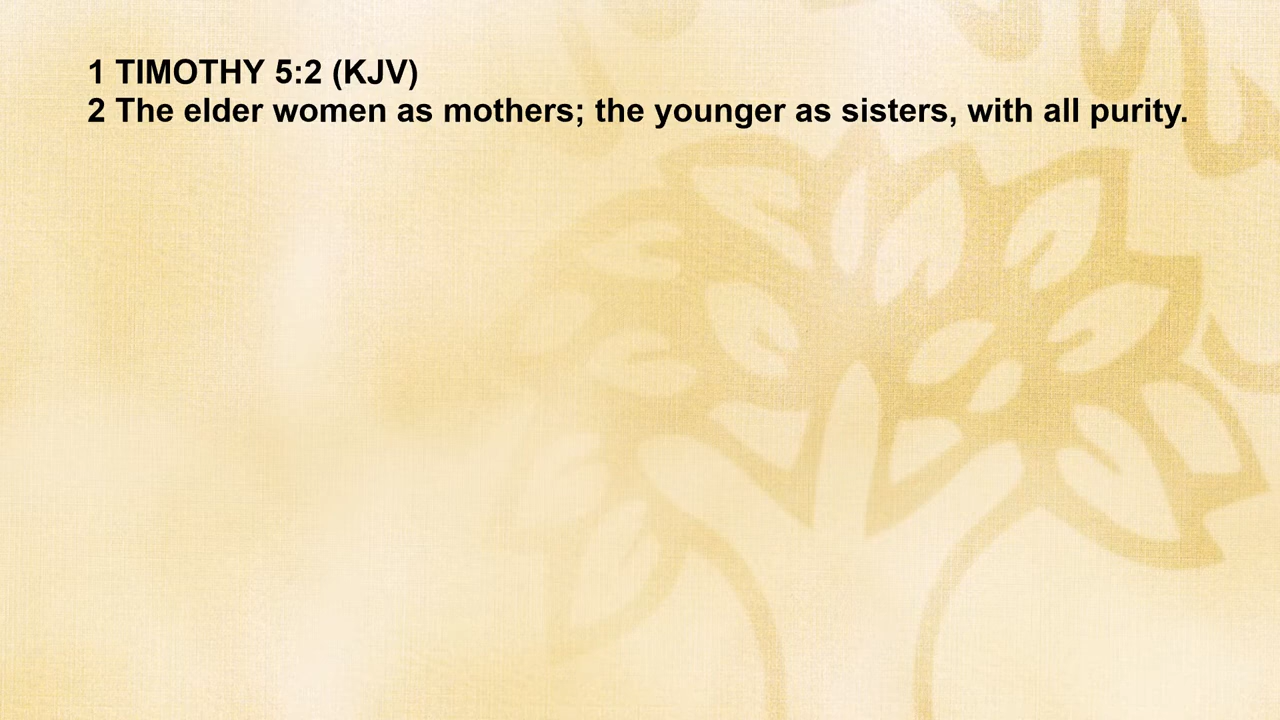 1 TIMOTHY 5:2 (KJV)
2 The elder women as mothers; the younger as sisters, with all purity.